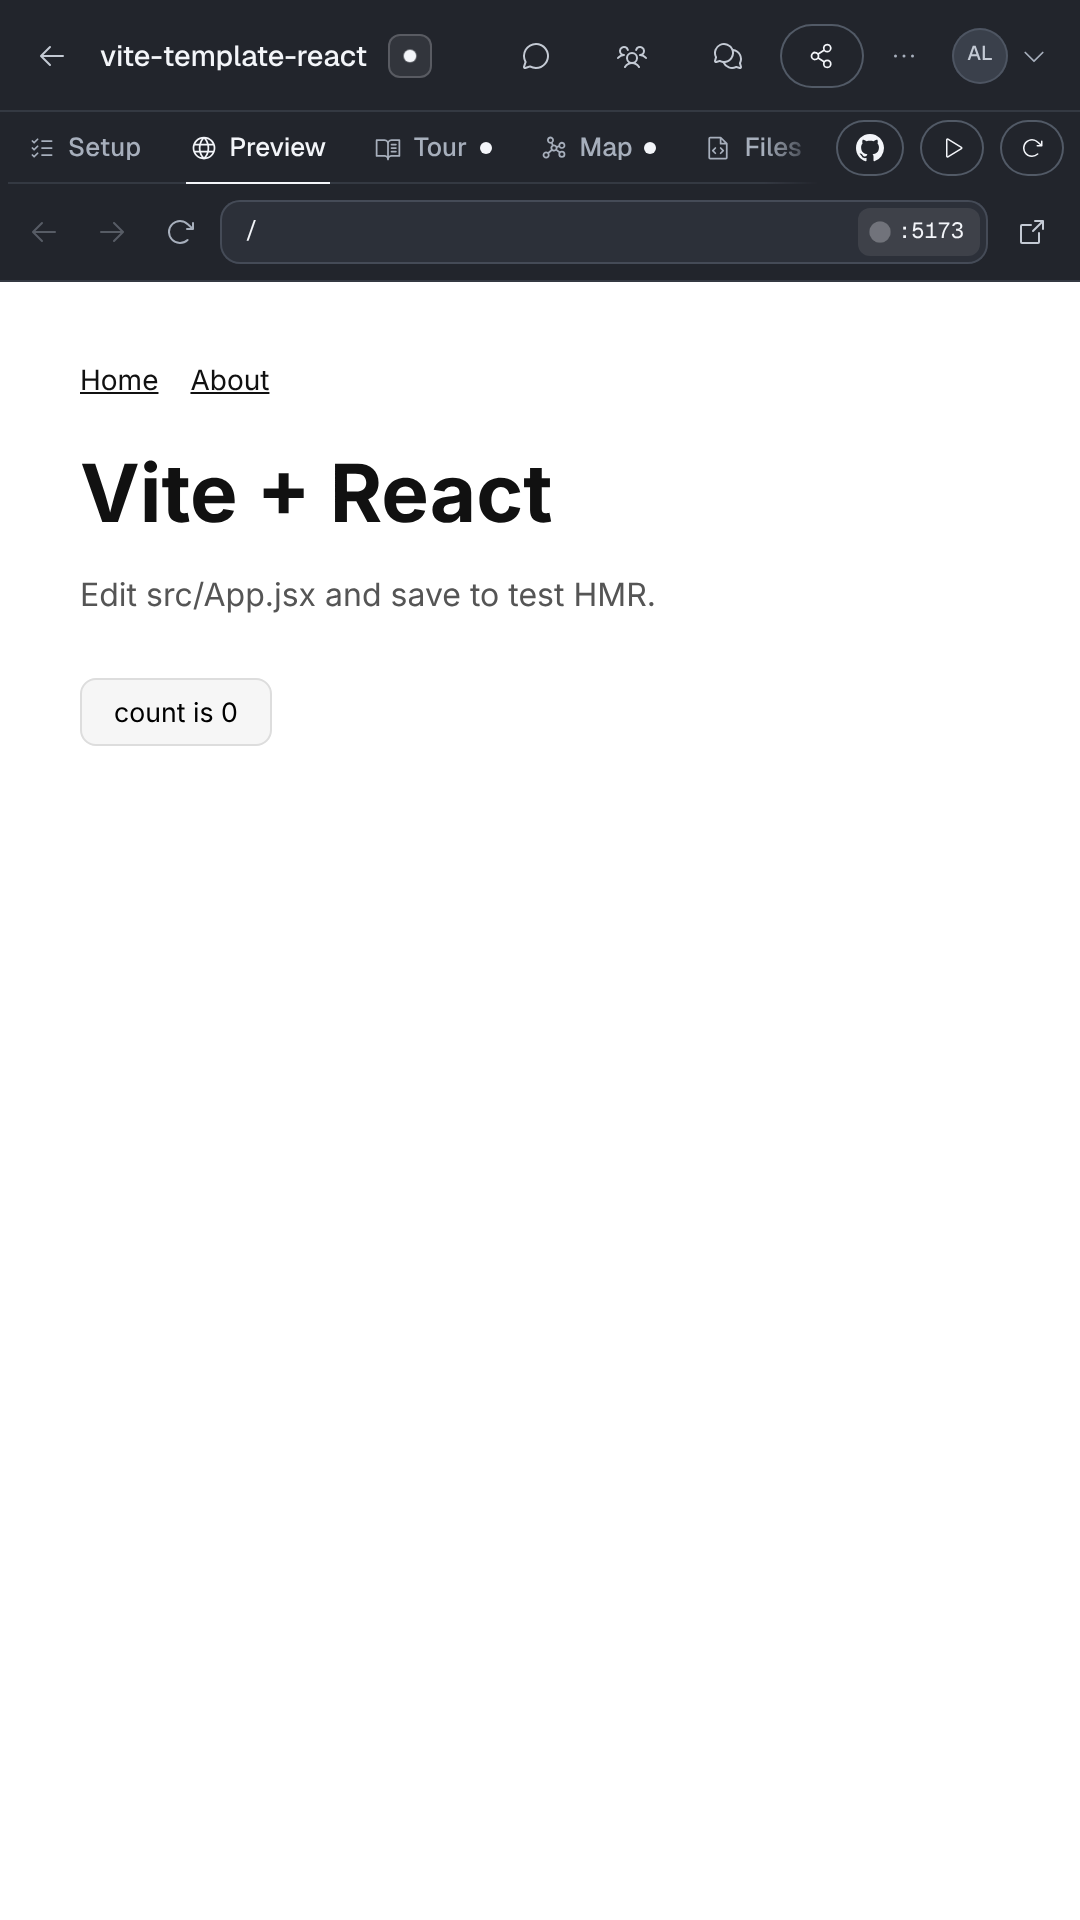 vite-template-react
AL
Setup
Preview
Tour
Map
Files
/
:5173
Home
About
Vite + React
Edit src/App.jsx and save to test HMR.
count is 0